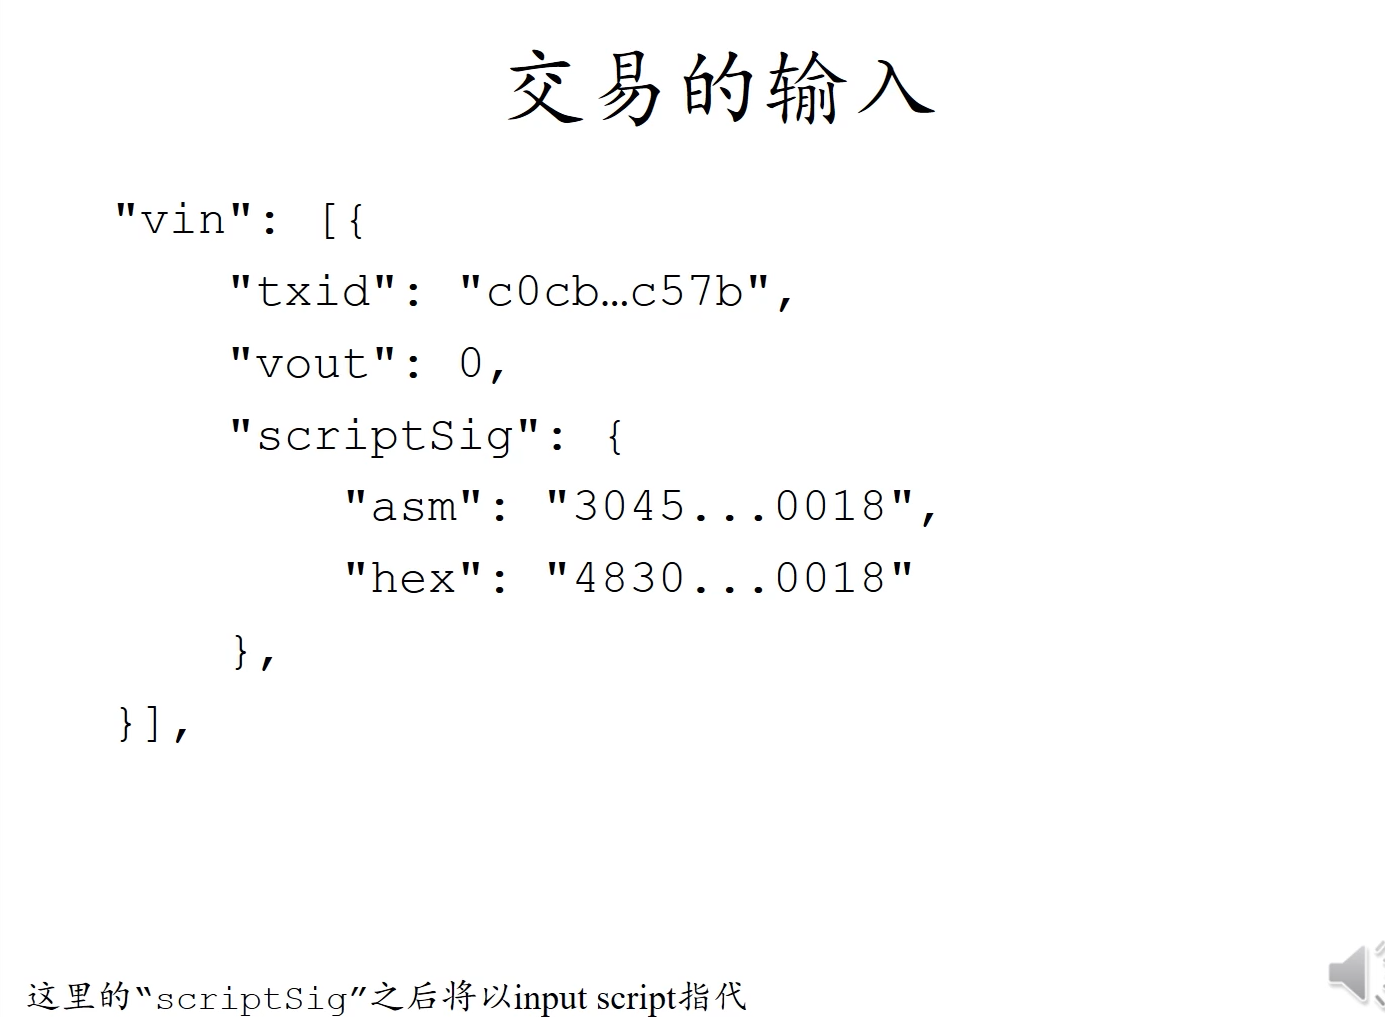 交易的输入
"vin": [{
"txid": "c0cb…c57b",
"vout": 0,
"scriptSig": {
"asm": "3045...0018",
"hex": "4830...0018"
},
}],
这里的“scriptSig”之后将以input script指代